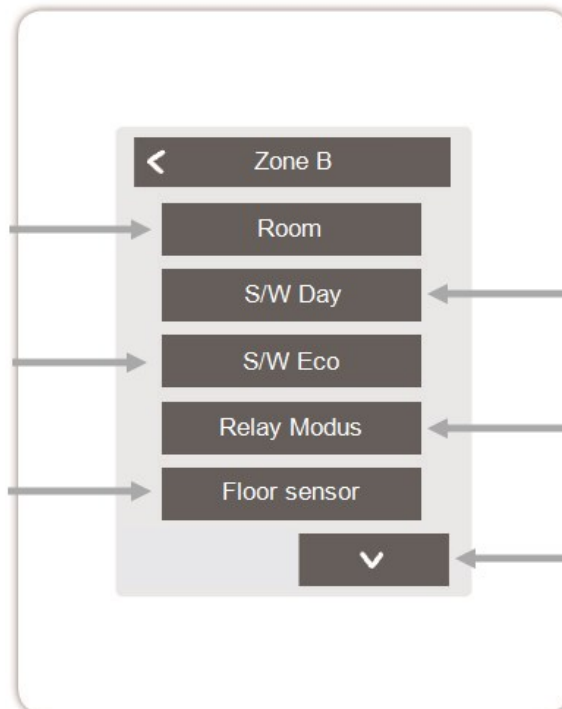 Zone B
Room
S/W Day
S/W Eco
Relay Modus
Floor sensor